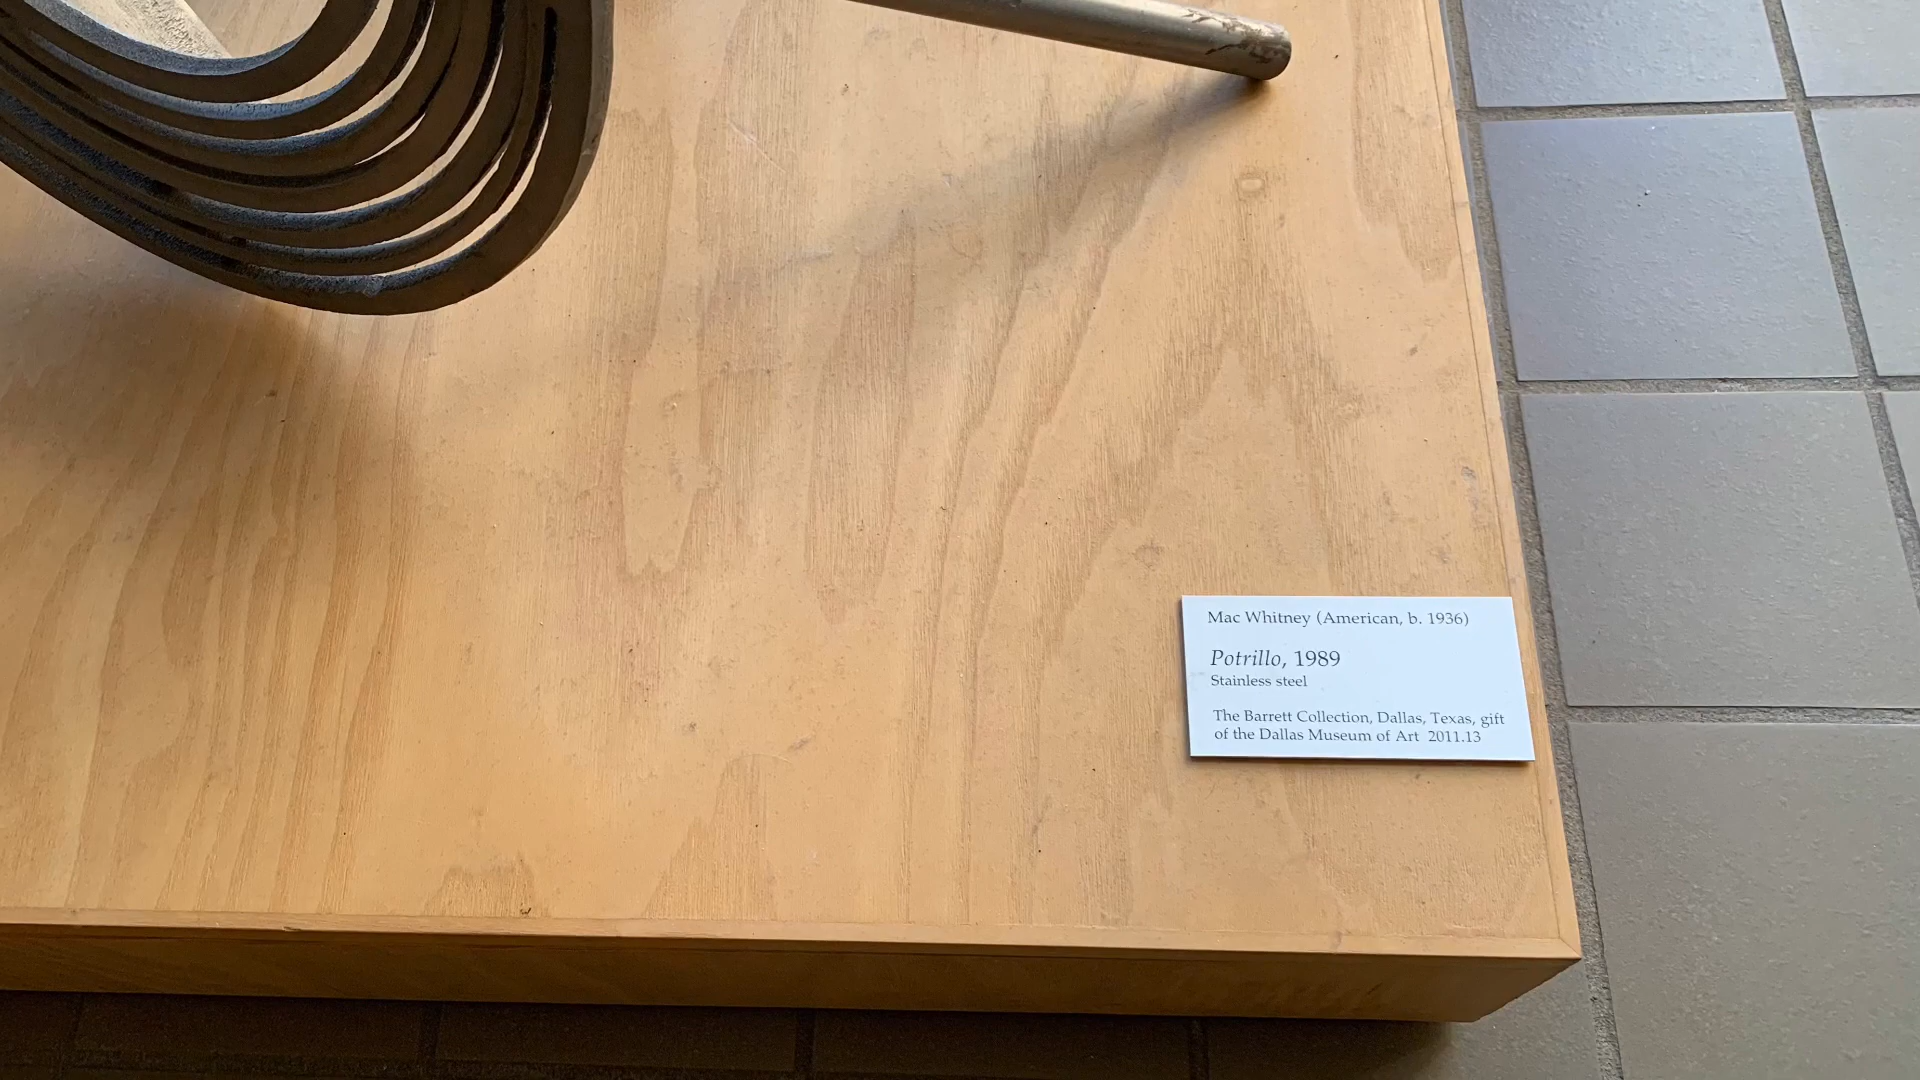 Mac Whitney (American, b. 1936)
Potrillo, 1989
Stainless steel
The Barrett Collection, Dallas, Texas, gift
of the Dallas Museum of Art 2011.13